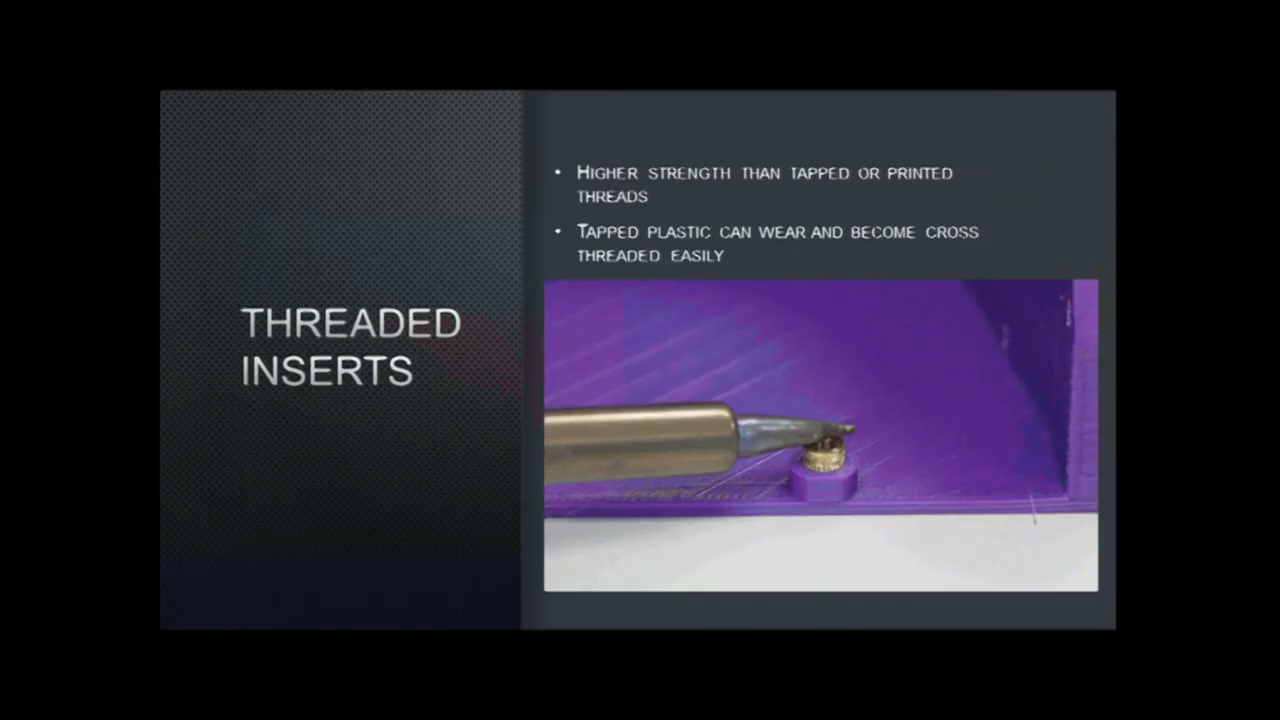 THREADED
INSERTS
• HIGHER STRENGTH THAN TAPPED OR PRINTED
THREADS
• TAPPED PLASTIC CAN WEAR AND BECOME CROSS
THREADED EASILY